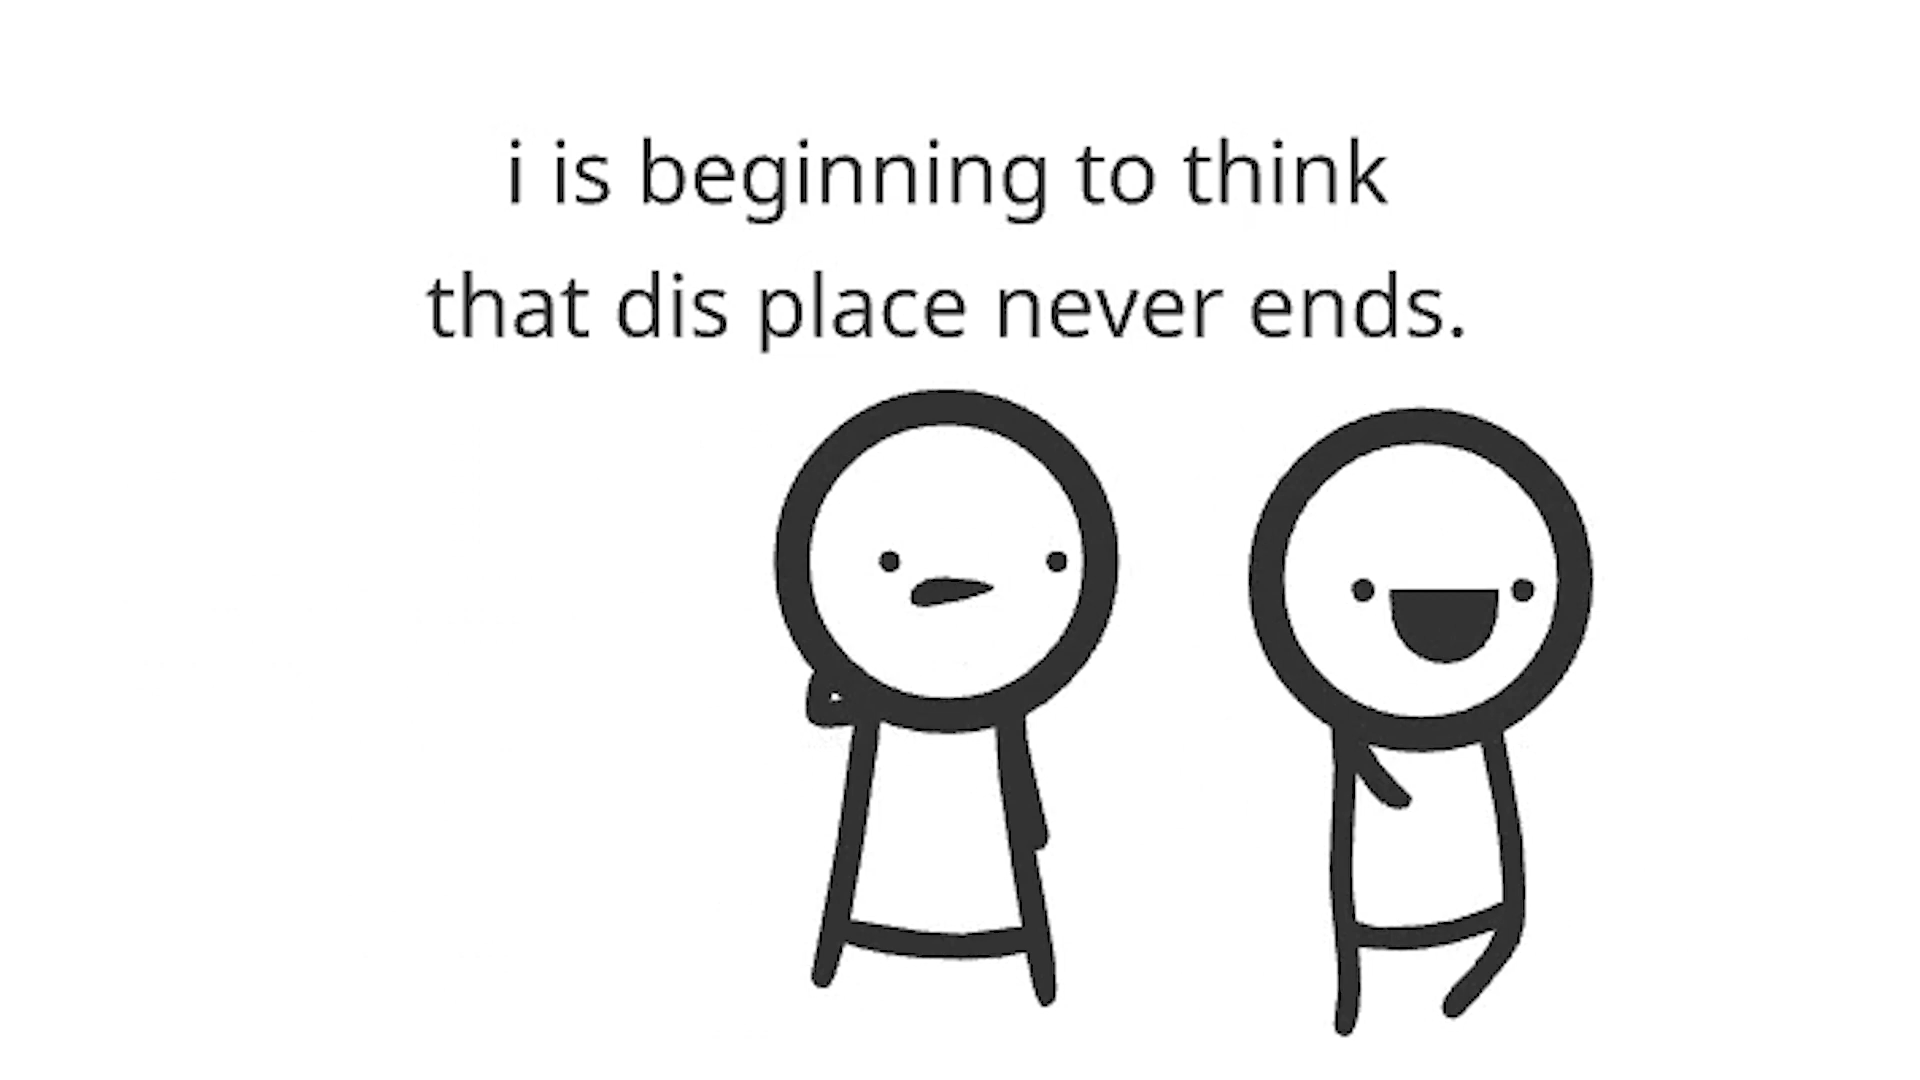 i is beginning to think
that dis place never ends.